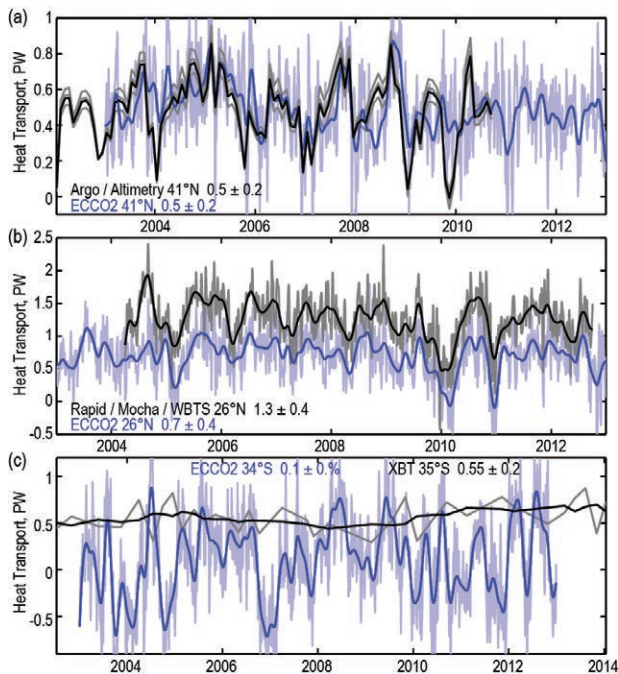 (a)
1
0.8
0.6
0.4
0.2
0
Heat Transport, PW
Argo / Altimetry 41°N 0.5 ± 0.2
ECCO2 41°N 0.5 ± 0.2
2004 2006 2008 2010 2012
(b)
2.5
2
1.5
1
0.5
0
-0.5
Heat Transport, PW
Rapid / Mocha / WBTS 26°N 1.3 ± 0.4
ECCO2 26°N 0.7 ± 0.4
2004 2006 2008 2010 2012
(c)
ECCO2 34°S 0.1 ± 0.% XBT 35°S 0.55 ± 0.2
1
0.5
0
-0.5
Heat Transport, PW
2004 2006 2008 2010 2012 2014